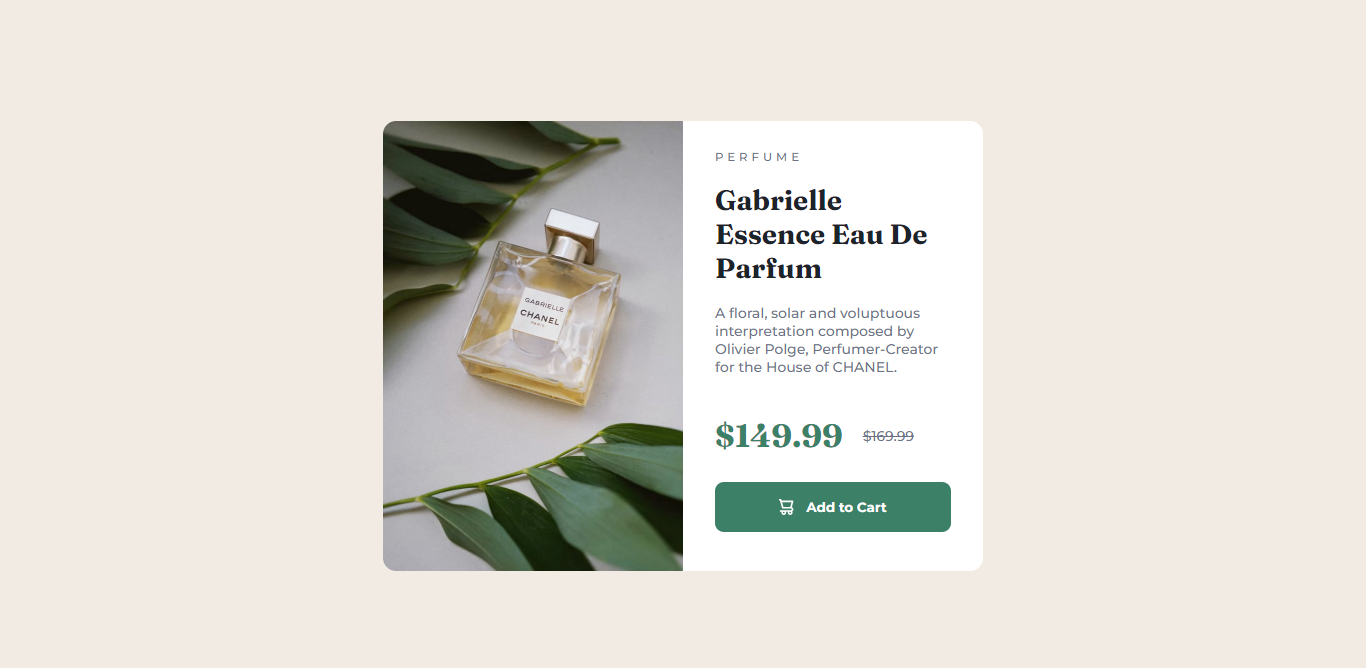 GABRIELLE
CHANEL
PARIS
PERFUME
Gabrielle
Essence Eau De
Parfum
A floral, solar and voluptuous
interpretation composed by
Olivier Polge, Perfumer-Creator
for the House of CHANEL.
$149.99 $169.99
Add to Cart